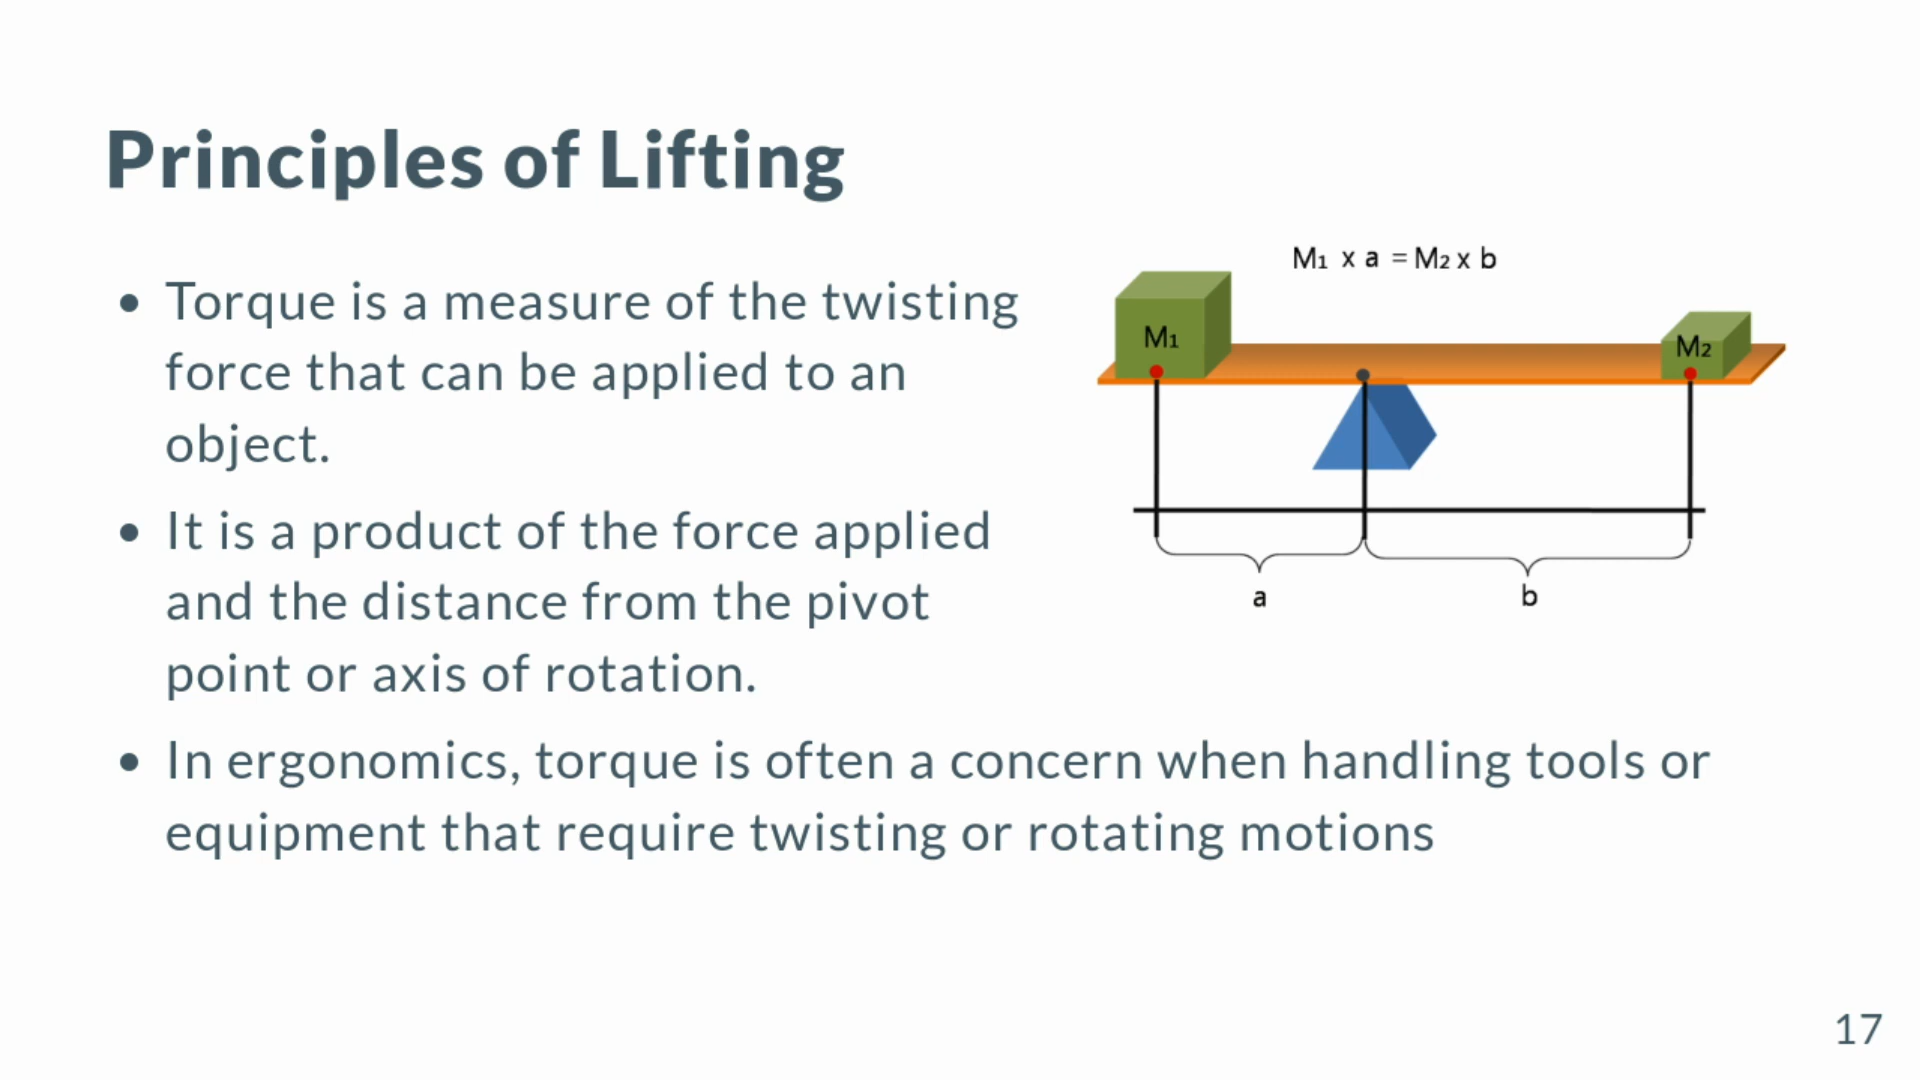 Principles of Lifting
• Torque is a measure of the twisting
force that can be applied to an
object.
• It is a product of the force applied
and the distance from the pivot
point or axis of rotation.
• In ergonomics, torque is often a concern when handling tools or
equipment that require twisting or rotating motions
M₁ x a = M₂ x b
M₁
M₂
a
b
17